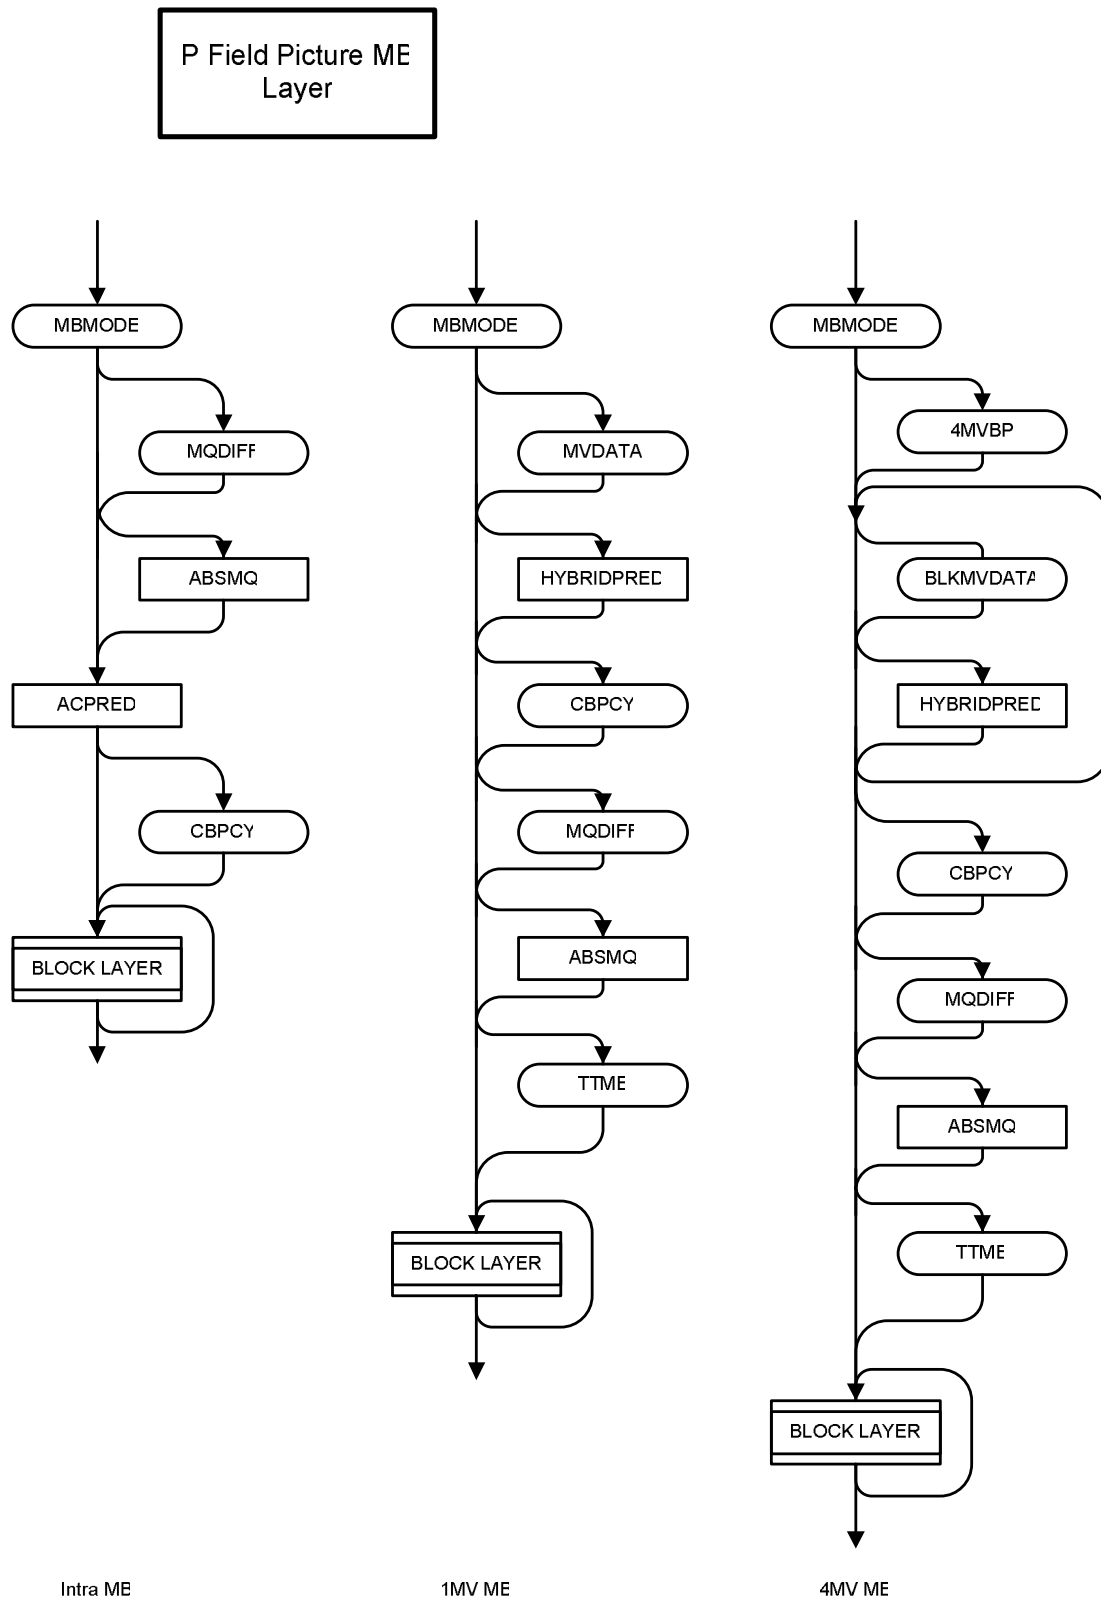 P Field Picture MB
Layer
MBMODE
MQDIFF
ABSMQ
ACPRED
CBPCY
BLOCK LAYER
Intra MB
MBMODE
MVDATA
HYBRIDPRED
CBPCY
MQDIFF
ABSMQ
TTMB
BLOCK LAYER
1MV MB
MBMODE
4MVBP
BLKMVDATA
HYBRIDPRED
CBPCY
MQDIFF
ABSMQ
TTMB
BLOCK LAYER
4MV MB